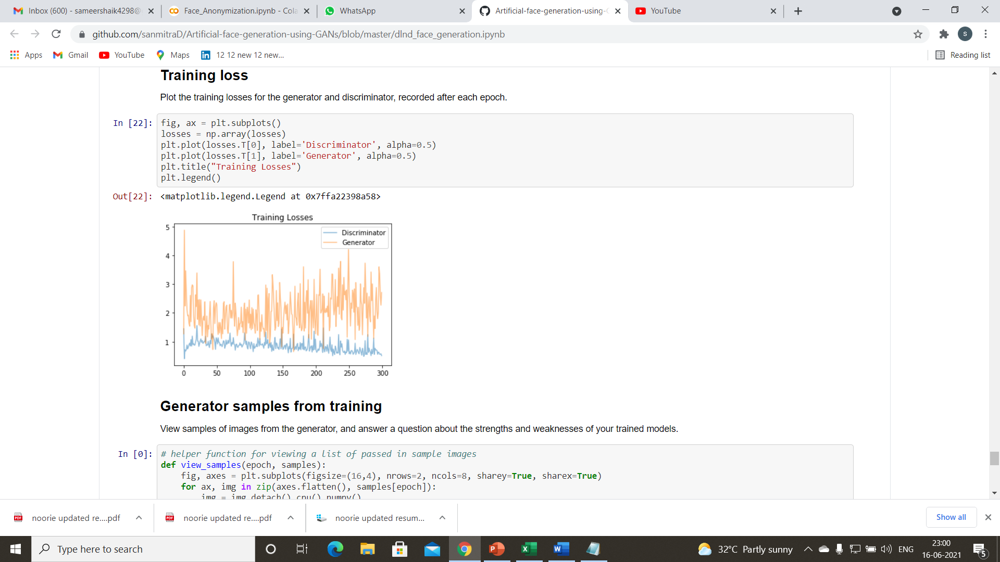 Inbox (600) - sameershaik4298@
Face_Anonymization.ipynb - Cola
WhatsApp
Artificial-face-generation-using-G
YouTube
github.com/sanmitraD/Artificial-face-generation-using-GANs/blob/master/dlnd_face_generation.ipynb
S
Apps
Gmail
YouTube
Maps
12 12 new 12 new...
Reading list
Training loss
Plot the training losses for the generator and discriminator, recorded after each epoch.
In [22]:
fig, ax = plt.subplots()
losses = np.array(losses)
plt.plot(losses.T[0], label='Discriminator', alpha=0.5)
plt.plot(losses.T[1], label='Generator', alpha=0.5)
plt.title("Training Losses")
plt.legend()
Out[22]: <matplotlib.legend.Legend at 0x7ffa22398a58>
Training Losses
Discriminator
Generator
5
4
3
2
1
0 50 100 150 200 250 300
Generator samples from training
View samples of images from the generator, and answer a question about the strengths and weaknesses of your trained models.
In [0]:
# helper function for viewing a list of passed in sample images
def view_samples(epoch, samples):
    fig, axes = plt.subplots(figsize=(16,4), nrows=2, ncols=8, sharey=True, sharex=True)
    for ax, img in zip(axes.flatten(), samples[epoch]):
        img = img.detach().cpu().numpy()
noorie updated re....pdf
noorie updated re....pdf
noorie updated resum...
Show all
Type here to search
32°C Partly sunny
ENG
23:00
16-06-2021
5